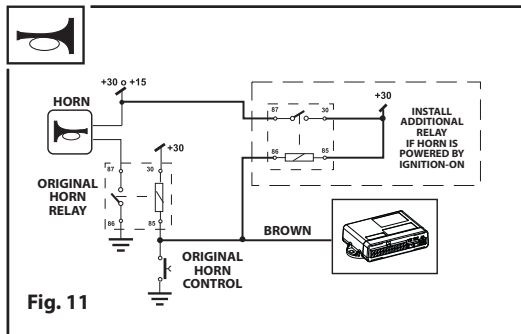 +30 o +15
HORN
87
30
+30
INSTALL
ADDITIONAL
RELAY
IF HORN IS
POWERED BY
IGNITION-ON
86
85
+30
87
30
ORIGINAL
HORN
RELAY
86
85
BROWN
ORIGINAL
HORN
CONTROL
Fig. 11